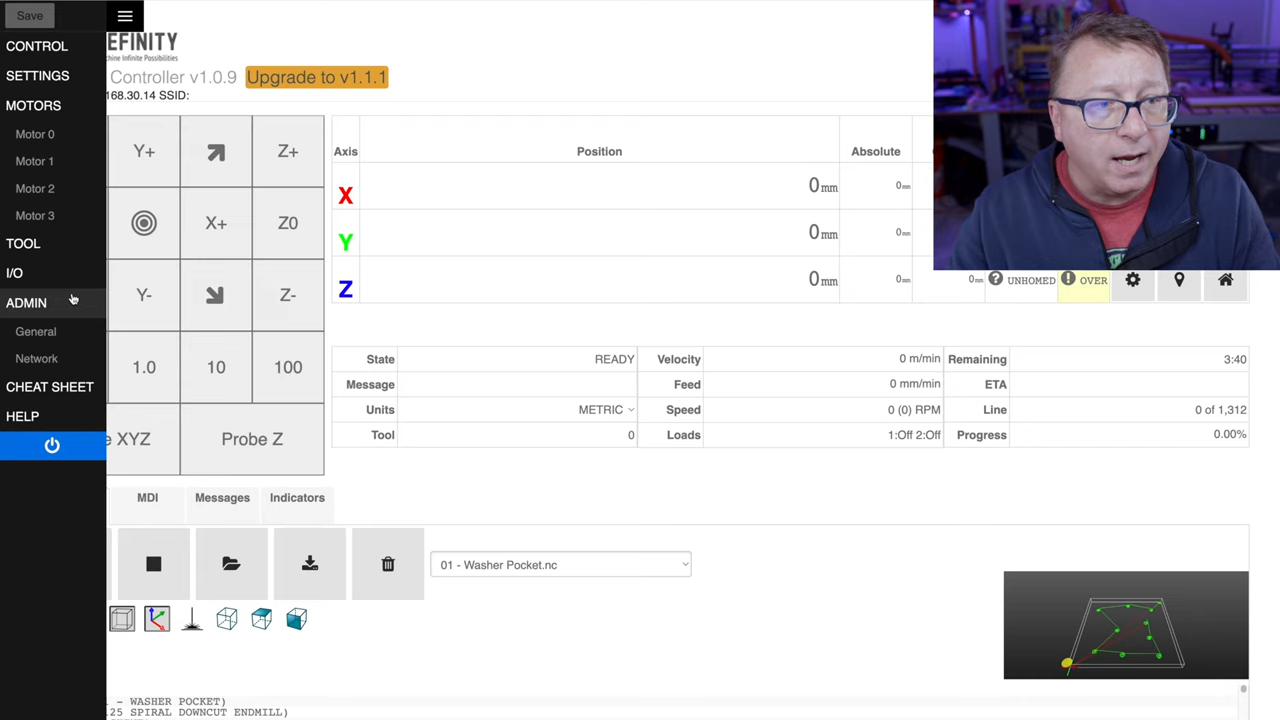 Save
CONTROL
SETTINGS
MOTORS
Motor 0
Motor 1
Motor 2
Motor 3
TOOL
I/O
ADMIN
General
Network
CHEAT SHEET
HELP
EFINITY
hine Infinite Possibilities
Controller v1.0.9 Upgrade to v1.1.1
168.30.14 SSID:
Y+ Z+
X+ Z0
Y- Z-
1.0 10 100
e XYZ Probe Z
Axis Position Absolute
X 0mm 0mm
Y 0mm 0mm
Z 0mm 0mm 0mm UNHOMED OVER
State READY Velocity 0 m/min Remaining 3:40
Message Feed 0 mm/min ETA
Units METRIC Speed 0 (0) RPM Line 0 of 1,312
Tool 0 Loads 1:Off 2:Off Progress 0.00%
MDI Messages Indicators
01 - Washer Pocket.nc
- WASHER POCKET)
25 SPIRAL DOWNCUT ENDMILL)